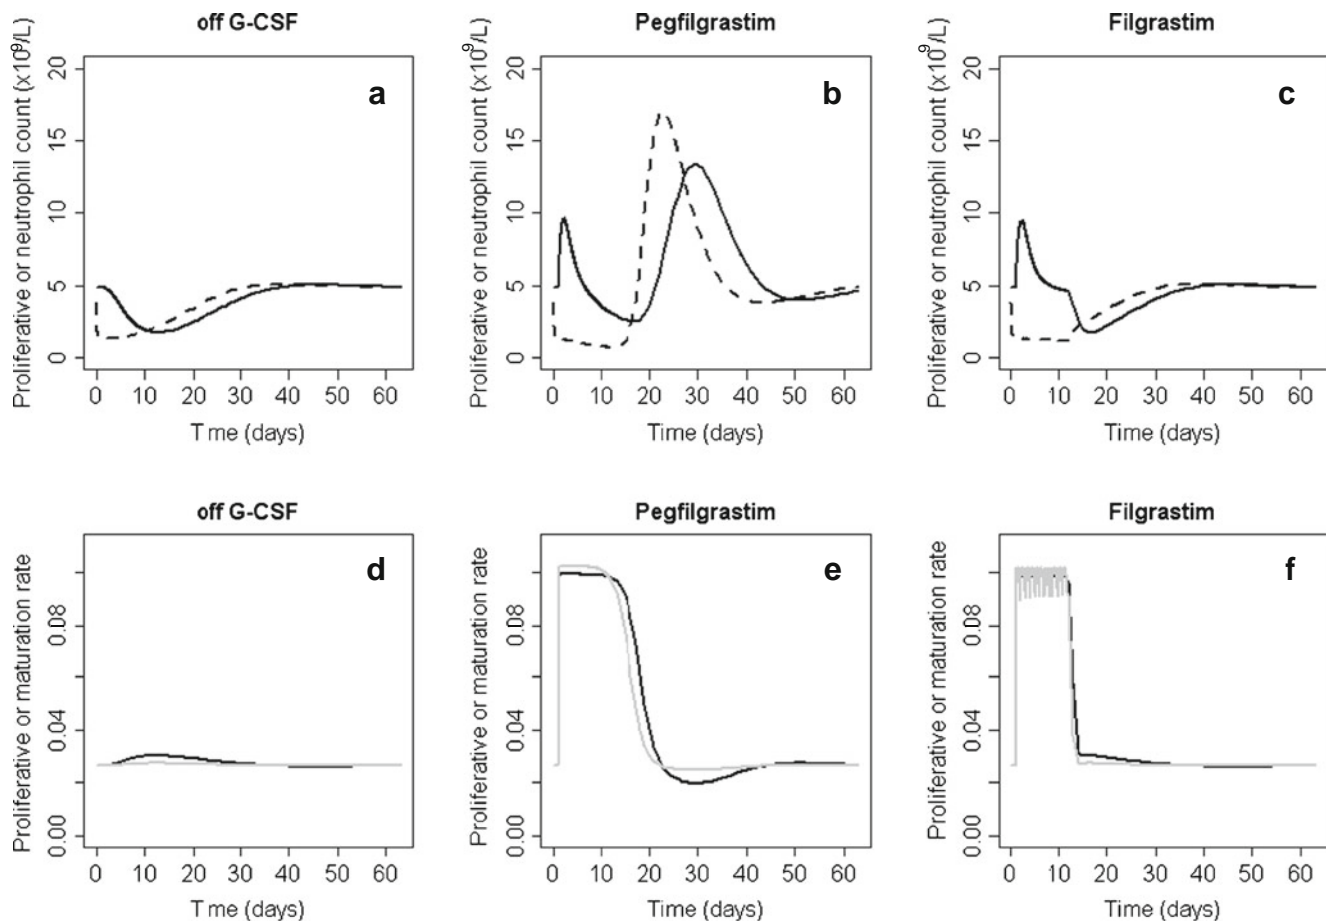 off G-CSF
Proliferative or neutrophil count (x10^9/L)
20
15
10
5
0
a
0 10 20 30 40 50 60
T me (days)
Pegfilgrastim
Proliferative or neutrophil count (x10^9/L)
20
15
10
5
0
b
0 10 20 30 40 50 60
Time (days)
Filgrastim
Proliferative or neutrophil count (x10^9/L)
20
15
10
5
0
c
0 10 20 30 40 50 60
Time (days)
off G-CSF
Proliferative or maturation rate
0.08
0.04
0.00
d
0 10 20 30 40 50 60
T me (days)
Pegfilgrastim
Proliferative or maturation rate
0.08
0.04
0.00
e
0 10 20 30 40 50 60
Time (days)
Filgrastim
Proliferative or maturation rate
0.08
0.04
0.00
f
0 10 20 30 40 50 60
Time (days)